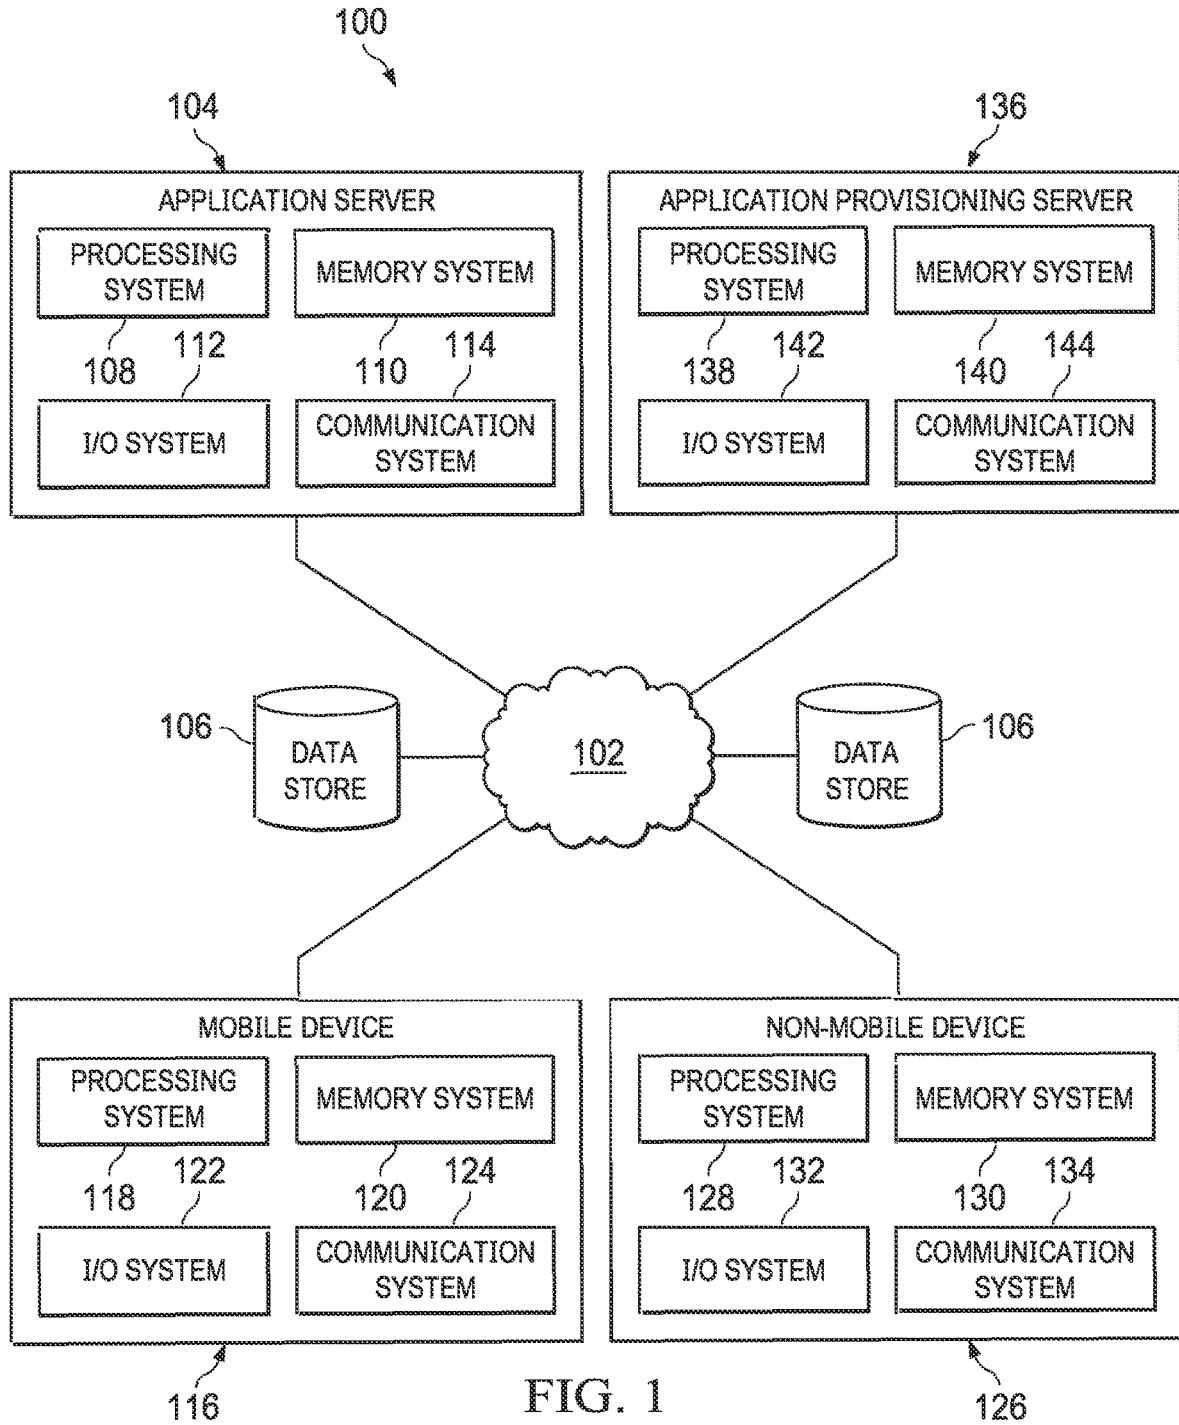 100
104
136
APPLICATION SERVER
PROCESSING
SYSTEM
MEMORY SYSTEM
108
112
110
114
I/O SYSTEM
COMMUNICATION
SYSTEM
APPLICATION PROVISIONING SERVER
PROCESSING
SYSTEM
MEMORY SYSTEM
138
142
140
144
I/O SYSTEM
COMMUNICATION
SYSTEM
106
DATA
STORE
102
DATA
STORE
106
MOBILE DEVICE
PROCESSING
SYSTEM
MEMORY SYSTEM
118
122
120
124
I/O SYSTEM
COMMUNICATION
SYSTEM
NON-MOBILE DEVICE
PROCESSING
SYSTEM
MEMORY SYSTEM
128
132
130
134
I/O SYSTEM
COMMUNICATION
SYSTEM
116
FIG. 1
126